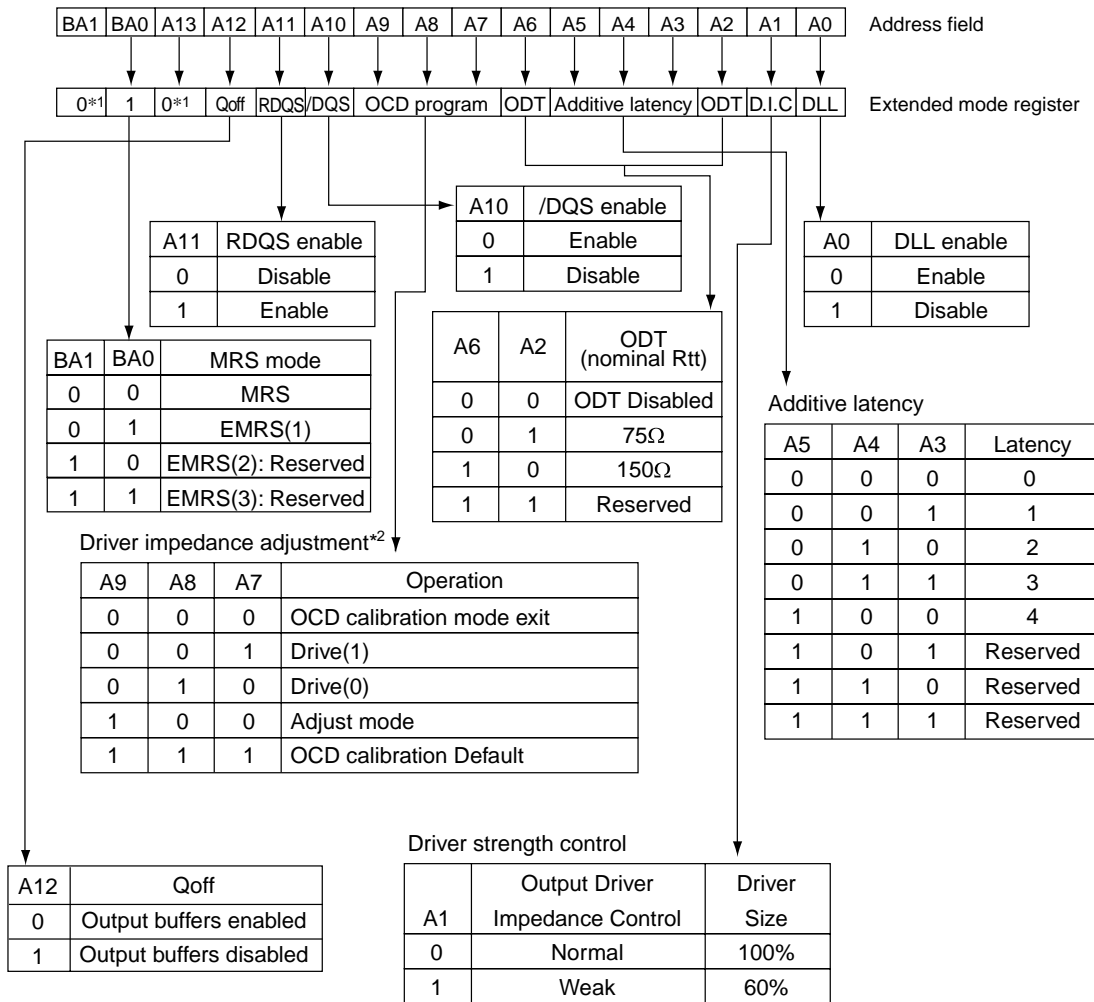 BA1 BA0 A13 A12 A11 A10 A9 A8 A7 A6 A5 A4 A3 A2 A1 A0 Address field
0*1 1 0*1 Qoff RDQS /DQS OCD program ODT Additive latency ODT D.I.C DLL Extended mode register
A11 RDQS enable
0 Disable
1 Enable
A10 /DQS enable
0 Enable
1 Disable
A0 DLL enable
0 Enable
1 Disable
BA1 BA0 MRS mode
0 0 MRS
0 1 EMRS(1)
1 0 EMRS(2): Reserved
1 1 EMRS(3): Reserved
A6 A2 ODT
(nominal Rtt)
0 0 ODT Disabled
0 1 75Ω
1 0 150Ω
1 1 Reserved
Additive latency
A5 A4 A3 Latency
0 0 0 0
0 0 1 1
0 1 0 2
0 1 1 3
1 0 0 4
1 0 1 Reserved
1 1 0 Reserved
1 1 1 Reserved
Driver impedance adjustment*2
A9 A8 A7 Operation
0 0 0 OCD calibration mode exit
0 0 1 Drive(1)
0 1 0 Drive(0)
1 0 0 Adjust mode
1 1 1 OCD calibration Default
A12 Qoff
0 Output buffers enabled
1 Output buffers disabled
Driver strength control
Output Driver Driver
A1 Impedance Control Size
0 Normal 100%
1 Weak 60%